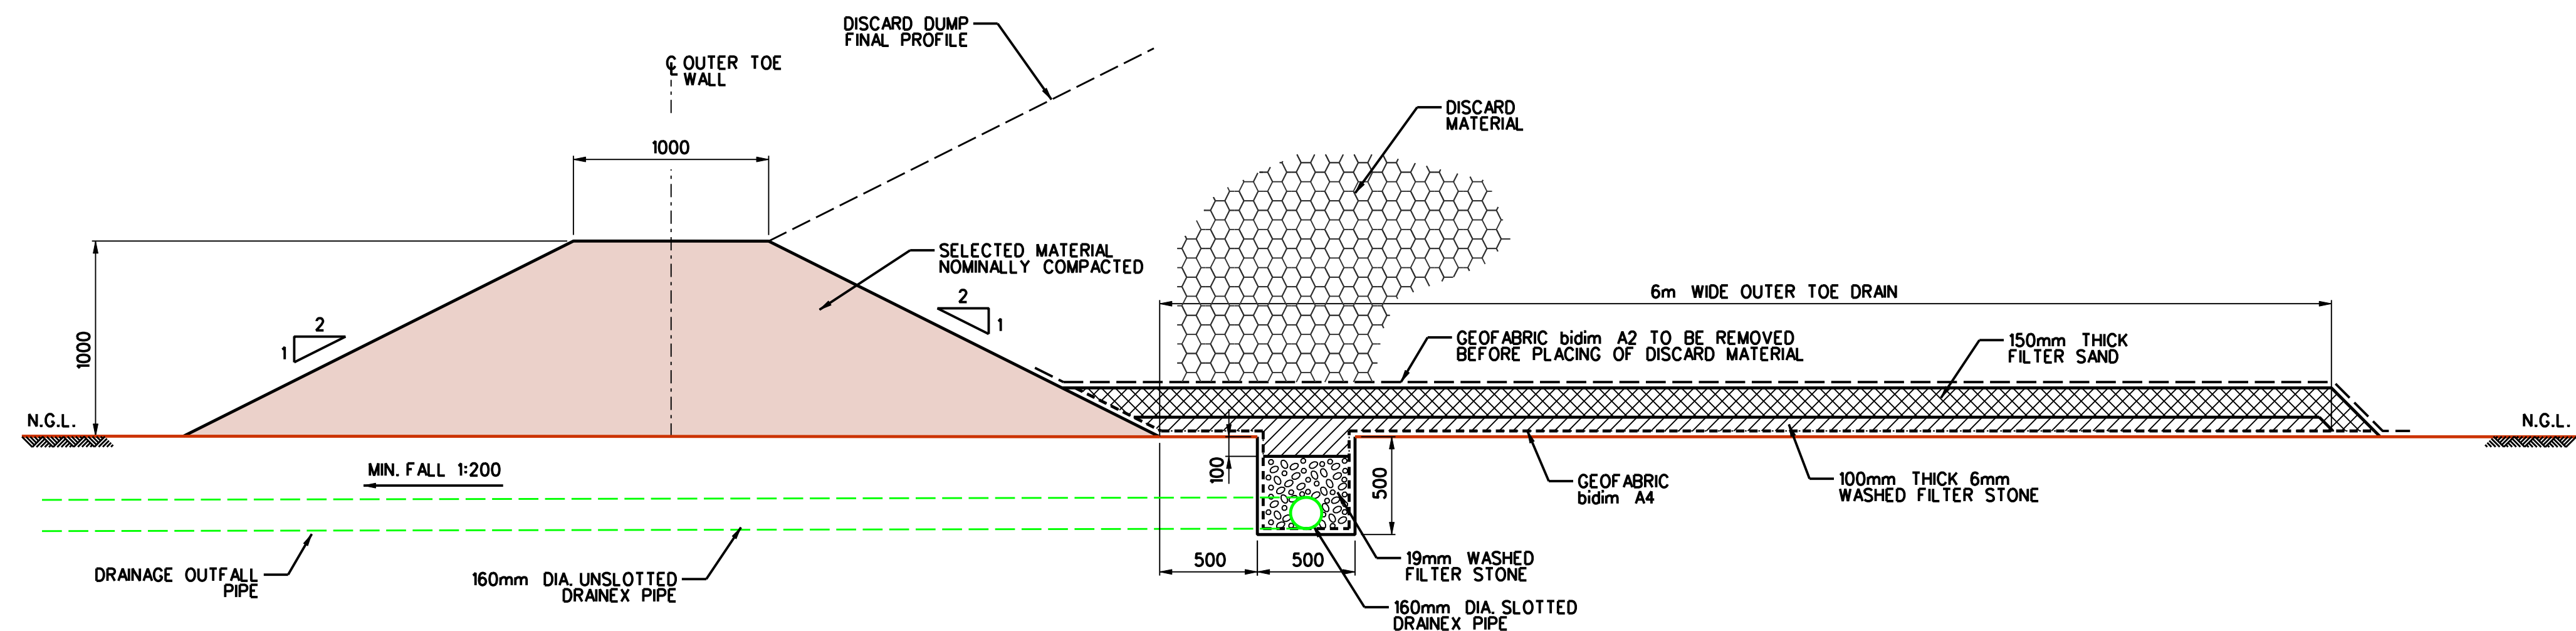 DISCARD DUMP
FINAL PROFILE
℄ OUTER TOE
WALL
DISCARD
MATERIAL
1000
SELECTED MATERIAL
NOMINALLY COMPACTED
6m WIDE OUTER TOE DRAIN
2
1
2
1
1000
GEOFABRIC bidim A2 TO BE REMOVED
BEFORE PLACING OF DISCARD MATERIAL
150mm THICK
FILTER SAND
N.G.L.
N.G.L.
MIN. FALL 1:200
100
500
GEOFABRIC
bidim A4
100mm THICK 6mm
WASHED FILTER STONE
DRAINAGE OUTFALL
PIPE
160mm DIA. UNSLOTTED
DRAINEX PIPE
500
500
19mm WASHED
FILTER STONE
160mm DIA. SLOTTED
DRAINEX PIPE